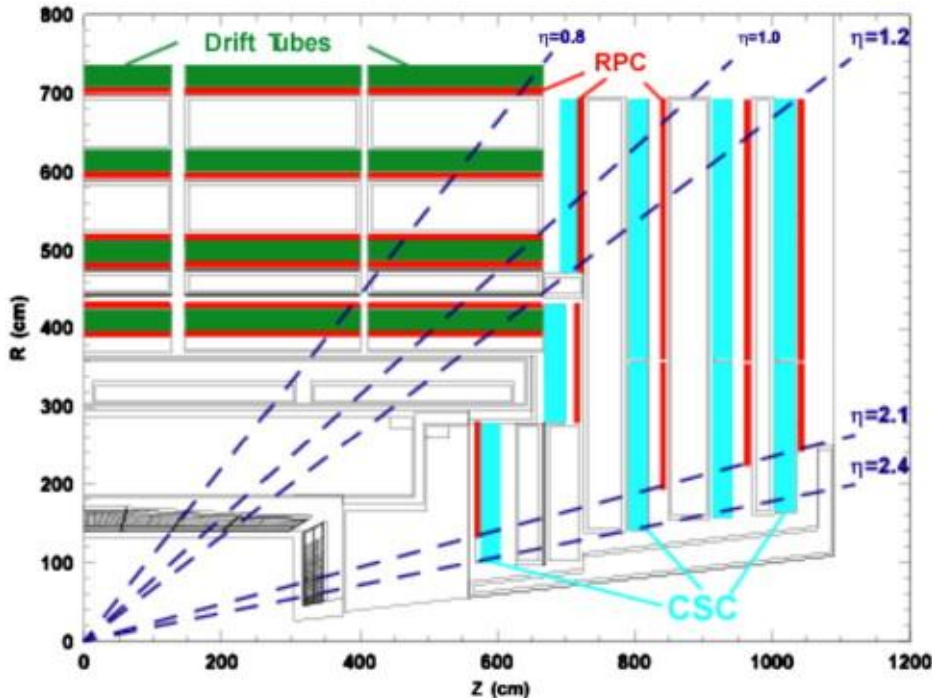 800
Drift Tubes
η=0.8
η=1.0
η=1.2
RPC
700
600
500
400
300
200
100
0
R (cm)
η=2.1
η=2.4
CSC
0
200
400
600
800
1000
1200
Z (cm)